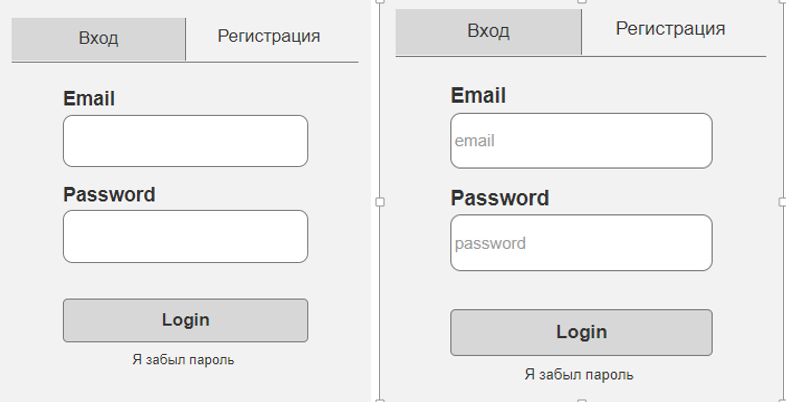 Вход
Регистрация
Email
Password
Login
Я забыл пароль
Вход
Регистрация
Email
email
Password
password
Login
Я забыл пароль